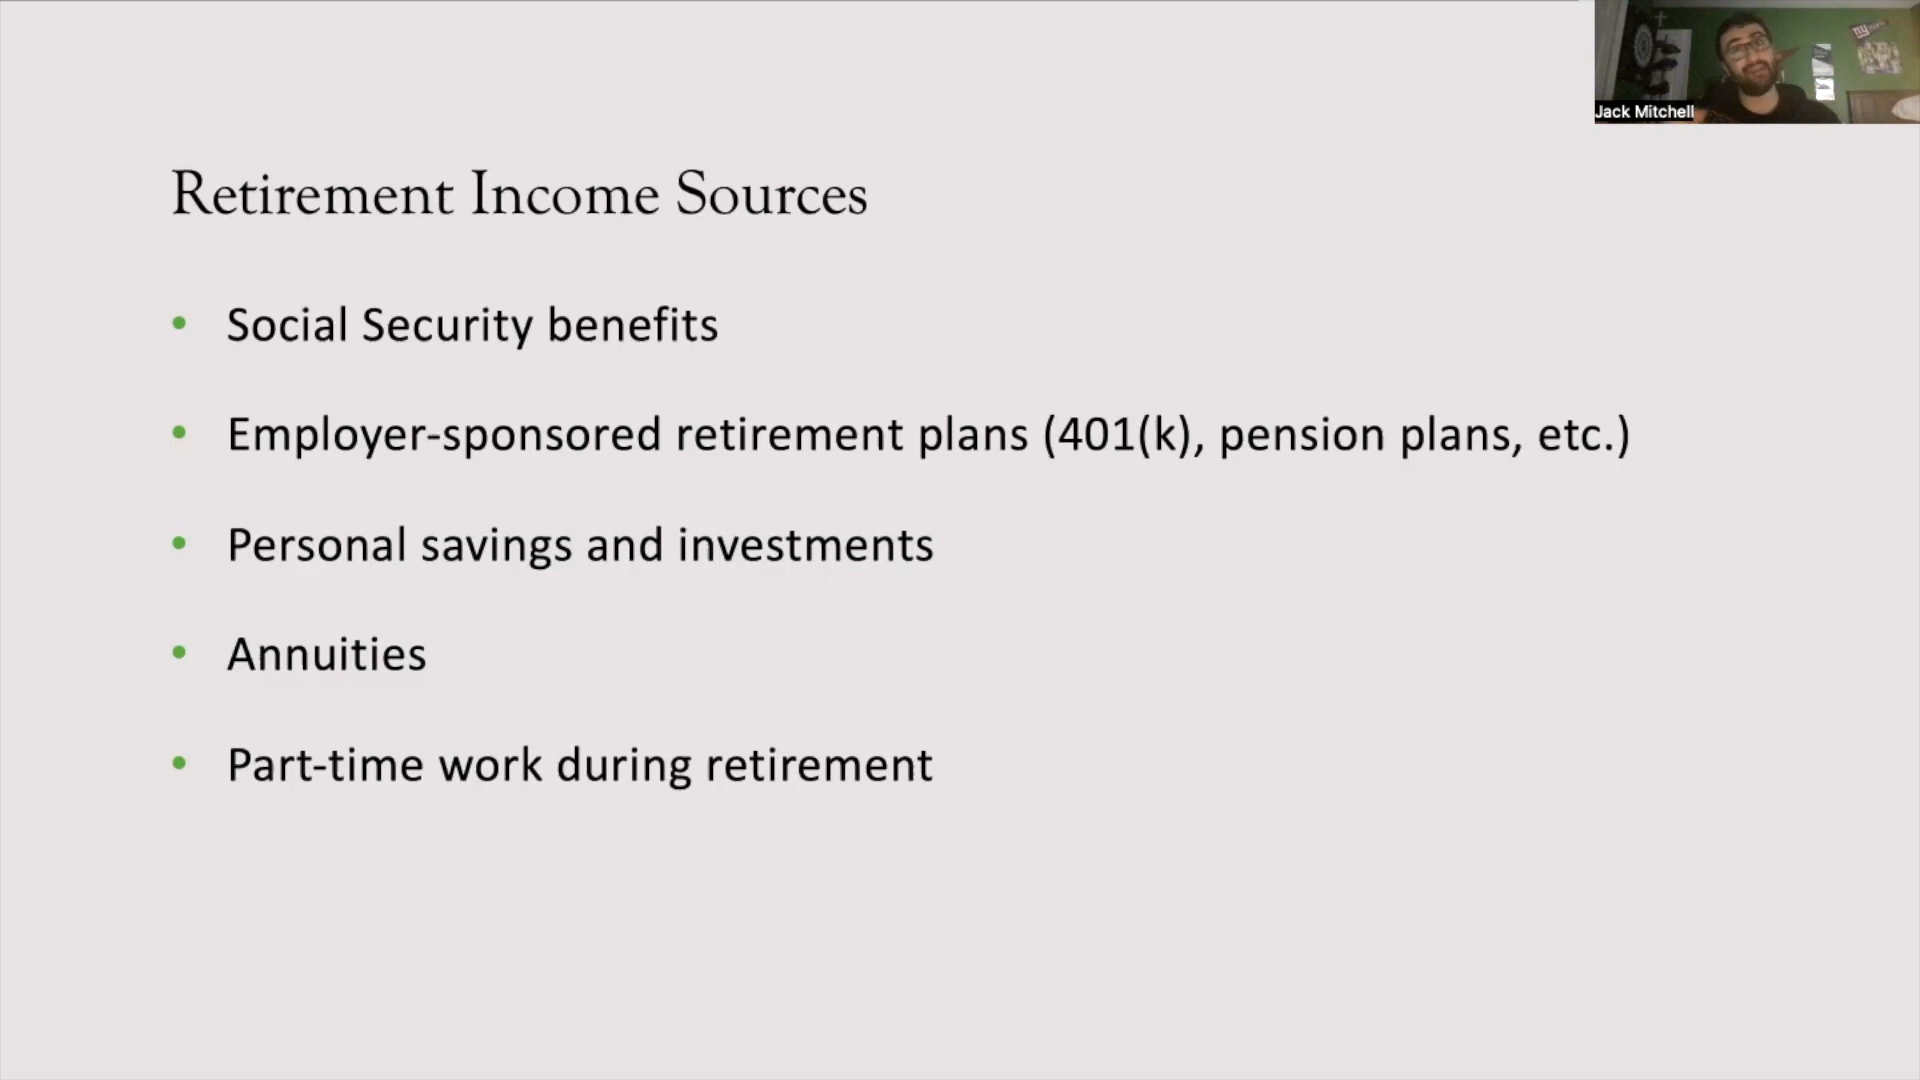 Jack Mitchell
Retirement Income Sources
• Social Security benefits
• Employer-sponsored retirement plans (401(k), pension plans, etc.)
• Personal savings and investments
• Annuities
• Part-time work during retirement